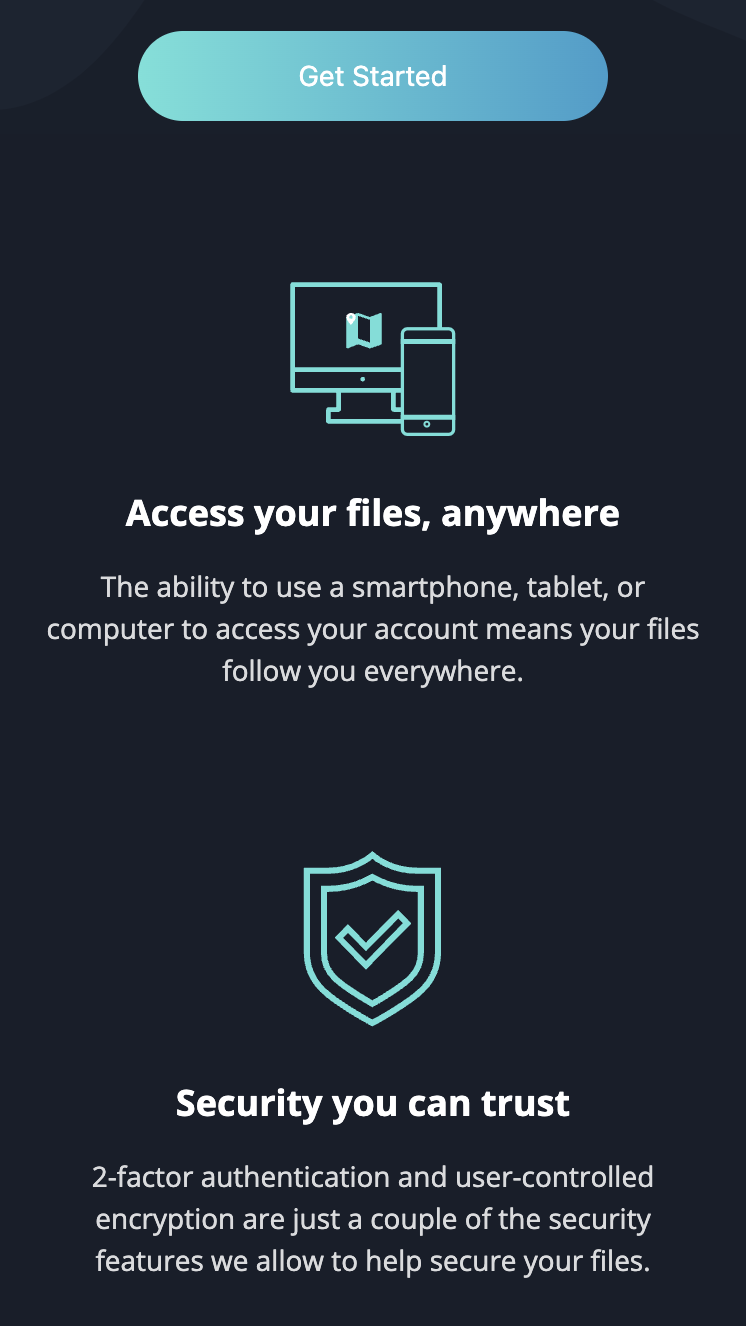 Get Started
Access your files, anywhere
The ability to use a smartphone, tablet, or
computer to access your account means your files
follow you everywhere.
Security you can trust
2-factor authentication and user-controlled
encryption are just a couple of the security
features we allow to help secure your files.